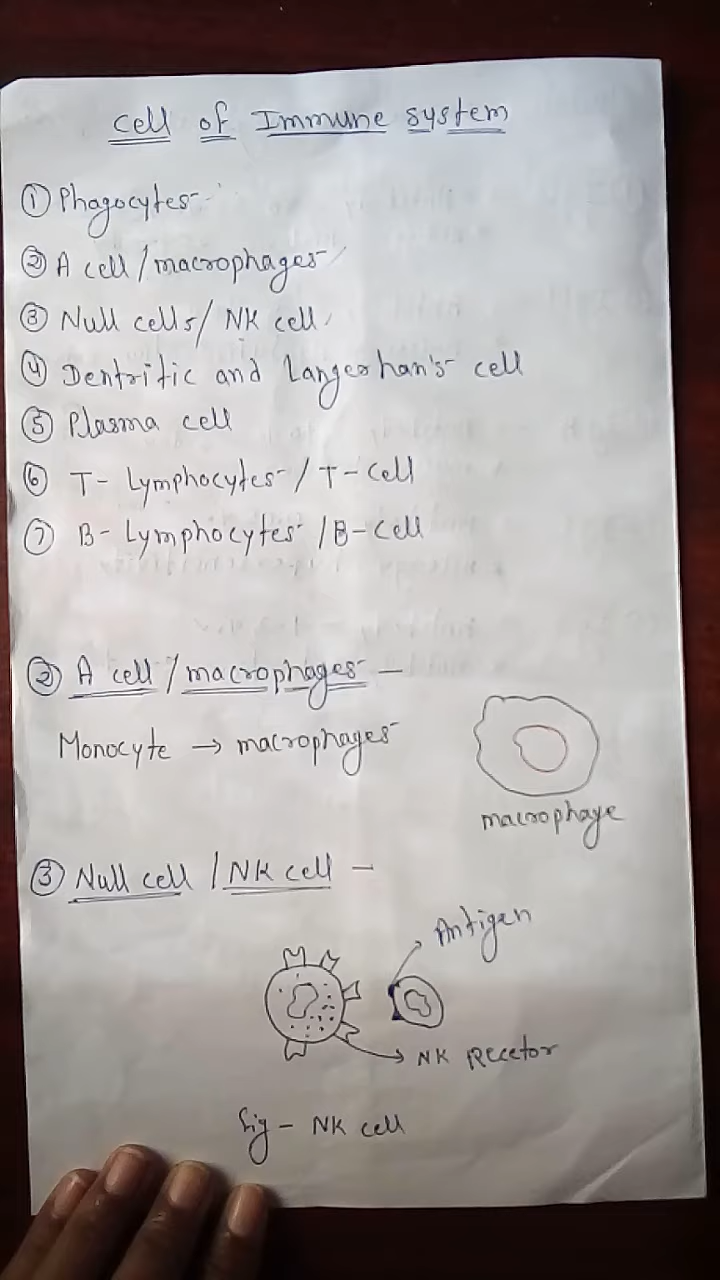 Cell of Immune System
① Phagocytes
② A cell / macrophages
③ Null cells / NK cell
④ Dentritic and Langerhan's cell
⑤ Plasma cell
⑥ T- Lymphocytes / T- cell
⑦ B- Lymphocytes / B- cell
② A cell / macrophages —
Monocyte → macrophages
macrophage
③ Null cell / NK cell —
Antigen
NK Recetor
fig - NK cell